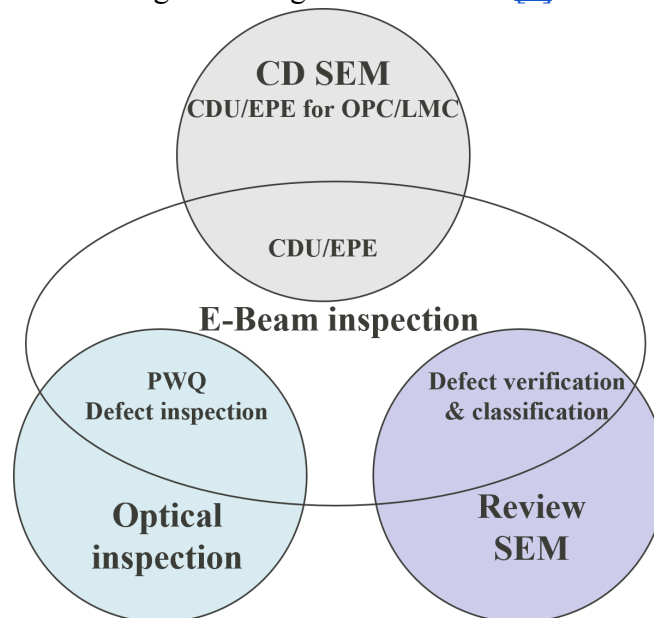 CD SEM
CDU/EPE for OPC/LMC
CDU/EPE
E-Beam inspection
PWQ
Defect inspection
Optical
inspection
Defect verification
& classification
Review
SEM